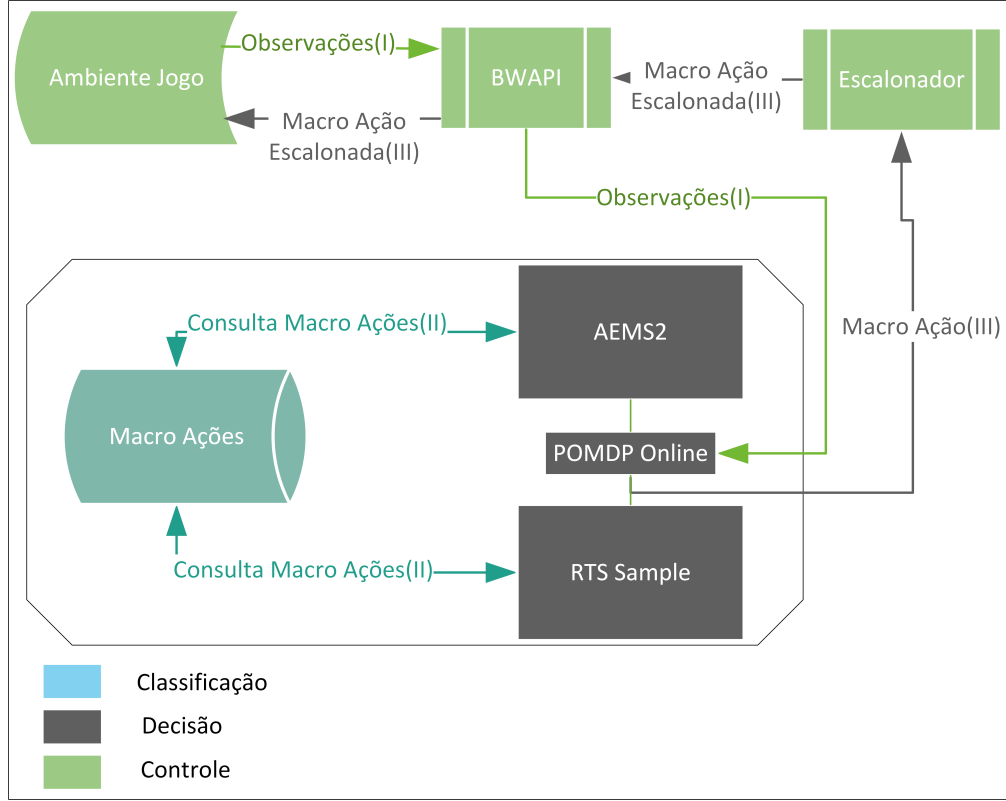 Observações(I)
Ambiente Jogo
BWAPI
Macro Ação
Escalonada(III)
Escalonador
Macro Ação
Escalonada(III)
Observações(I)
Consulta Macro Ações(II)
AEMS2
Macro Ação(III)
Macro Ações
POMDP Online
Consulta Macro Ações(II)
RTS Sample
Classificação
Decisão
Controle